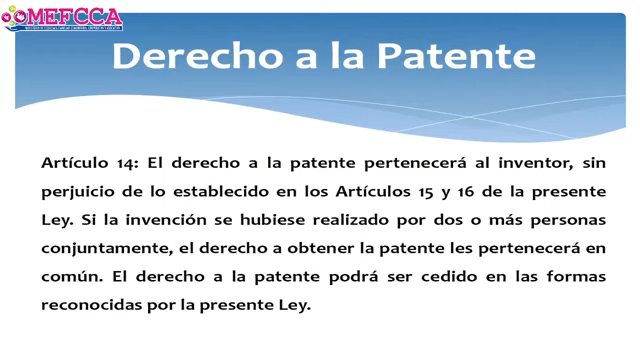 MEFCCA
Derecho a la Patente
Artículo 14: El derecho a la patente pertenecerá al inventor, sin
perjuicio de lo establecido en los Artículos 15 y 16 de la presente
Ley. Si la invención se hubiese realizado por dos o más personas
conjuntamente, el derecho a obtener la patente les pertenecerá en
común. El derecho a la patente podrá ser cedido en las formas
reconocidas por la presente Ley.